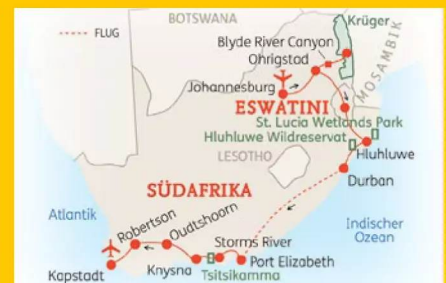 BOTSWANA
Krüger
FLUG
Blyde River Canyon
Ohrigstad
MOSAMBIK
Johannesburg
ESWATINI
St. Lucia Wetlands Park
Hluhluwe Wildreservat
LESOTHO
Hluhluwe
Durban
SÜDAFRIKA
Atlantik
Robertson
Oudtshoorn
Indischer
Ozean
Storms River
Kapstadt
Knysna
Tsitsikamma
Port Elizabeth